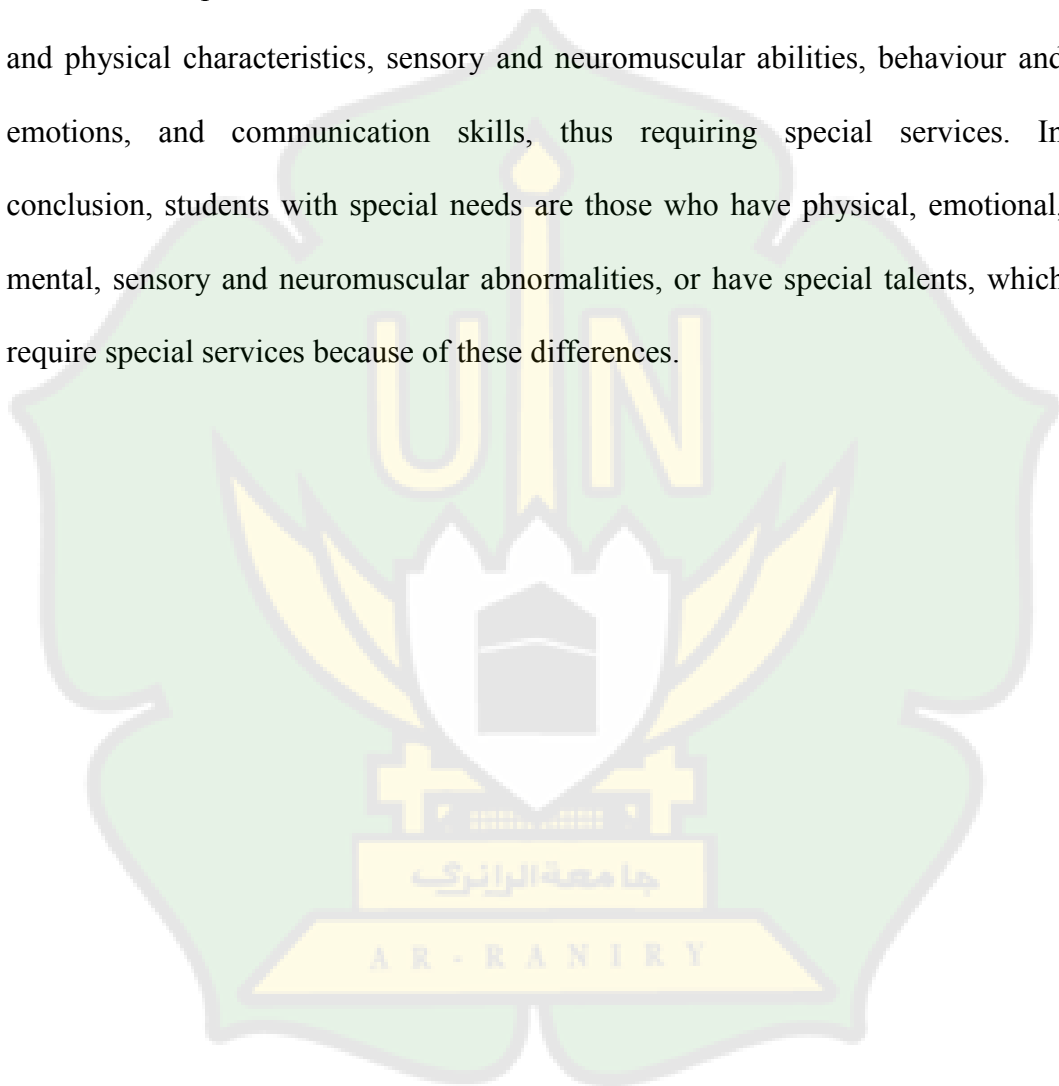 and physical characteristics, sensory and neuromuscular abilities, behaviour and
emotions, and communication skills, thus requiring special services. In
conclusion, students with special needs are those who have physical, emotional,
mental, sensory and neuromuscular abnormalities, or have special talents, which
require special services because of these differences.
UIN
جامعة الرانري
AR-RANIRY